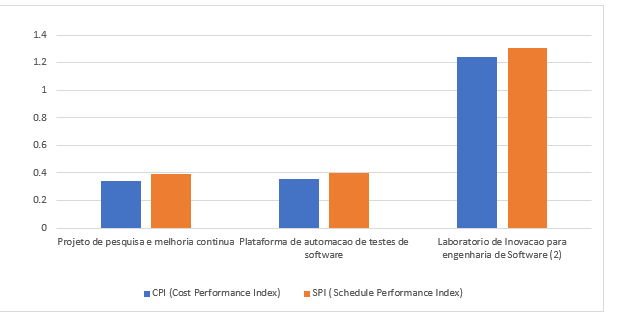 1.4
1.2
1
0.8
0.6
0.4
0.2
0
Projeto de pesquisa e melhoria continua
Plataforma de automacao de testes de
software
Laboratorio de Inovacao para
engenharia de Software (2)
CPI (Cost Performance Index)
SPI (Schedule Performance Index)